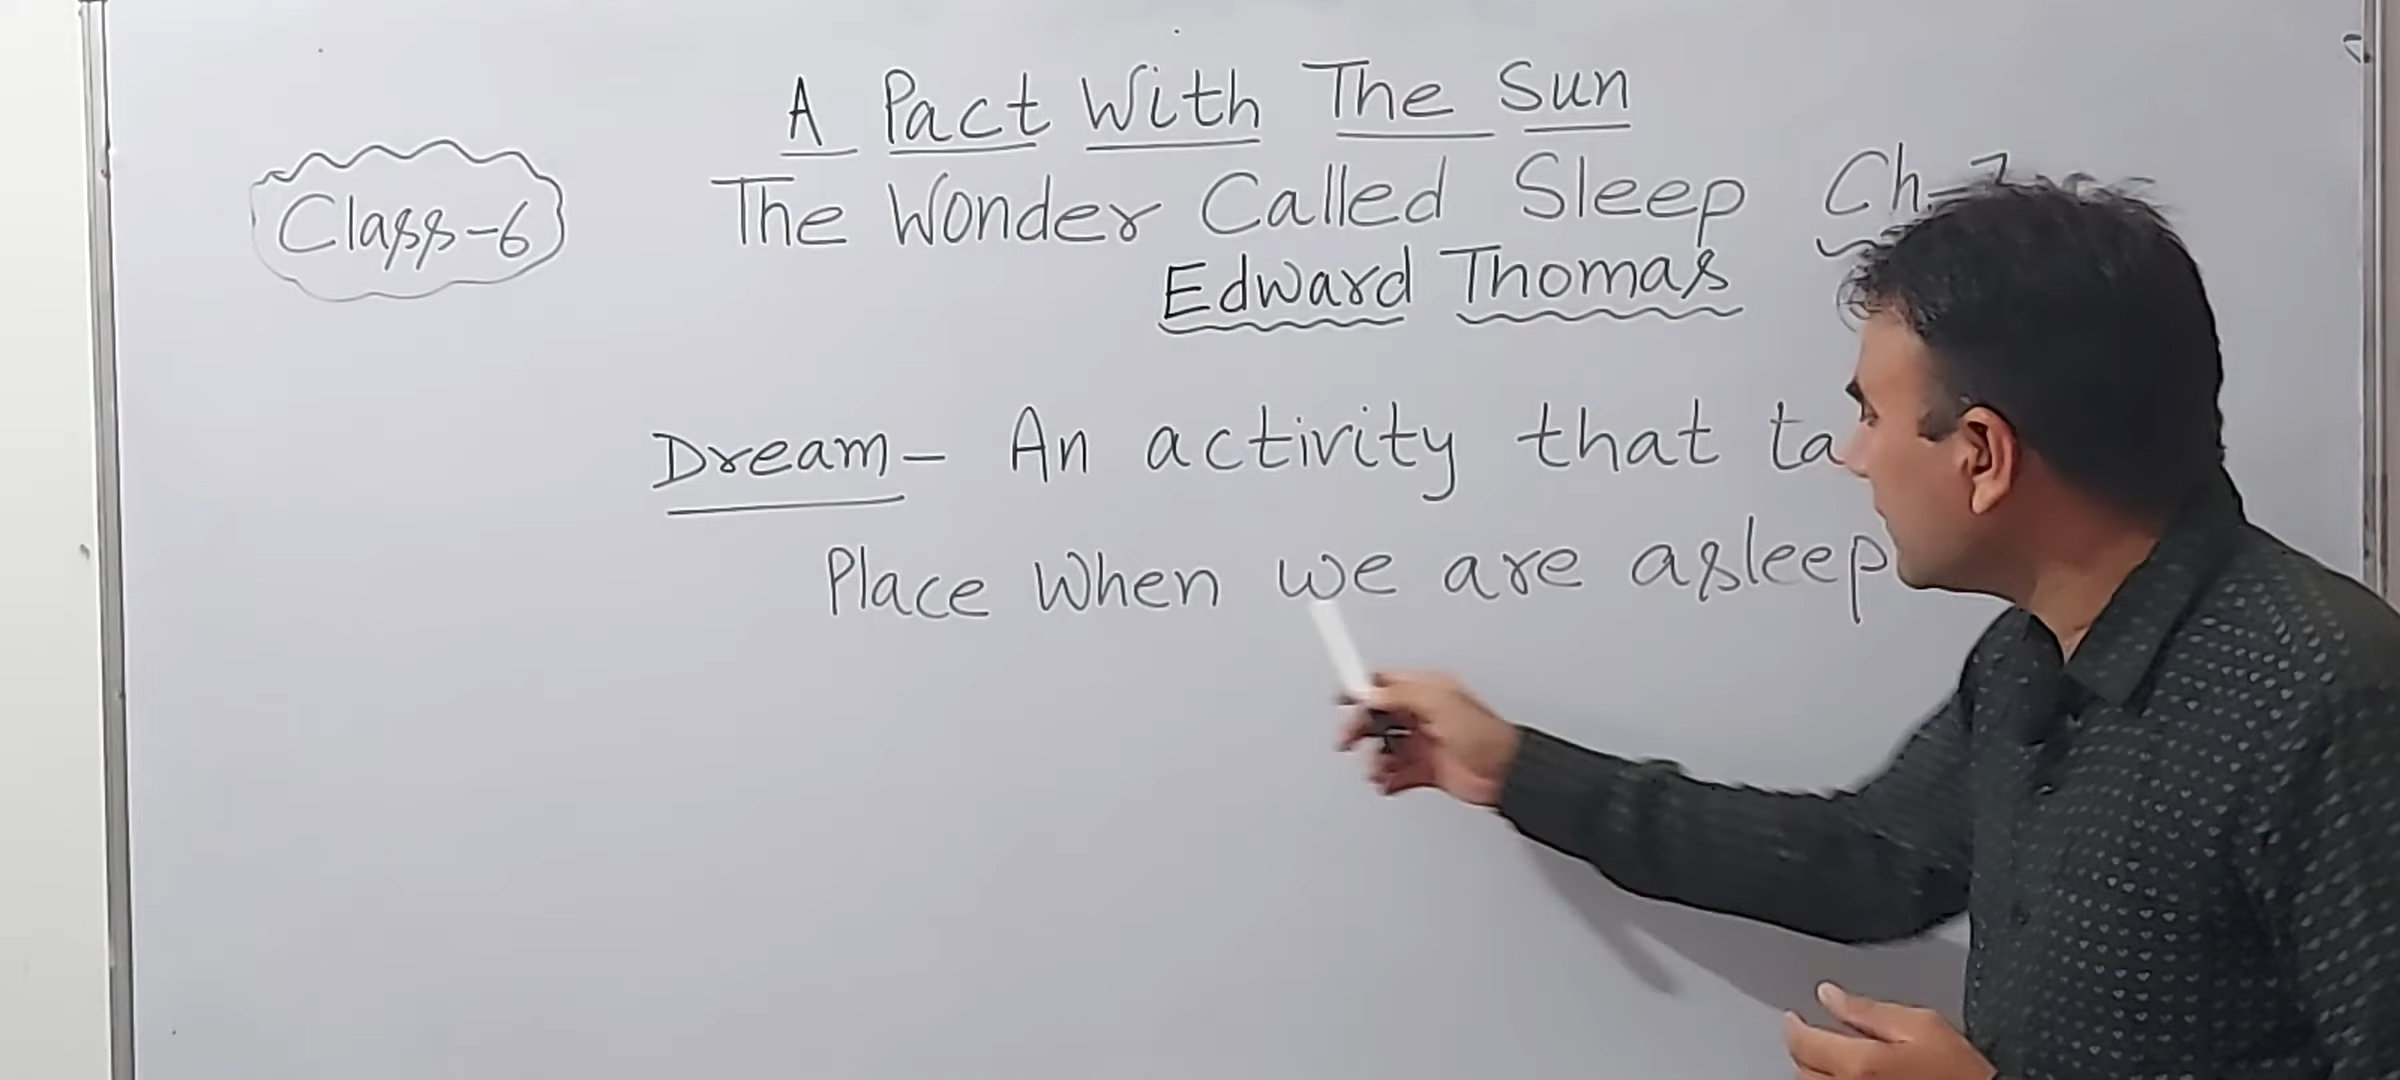 A Pact With The Sun
Class-6
The Wonder Called Sleep Ch-7
Edward Thomas
Dream - An activity that ta
Place When we are asleep